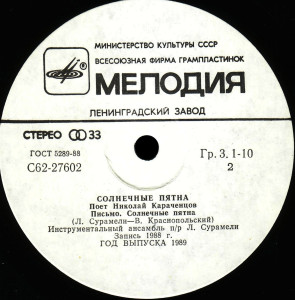 МИНИСТЕРСТВО КУЛЬТУРЫ СССР
ВСЕСОЮЗНАЯ ФИРМА ГРАМПЛАСТИНОК
МЕЛОДИЯ
ЛЕНИНГРАДСКИЙ ЗАВОД
СТЕРЕО 33
ГОСТ 5289-88
Гр. 3. 1-10
С62-27602
2
СОЛНЕЧНЫЕ ПЯТНА
Поет Николай Караченцов
Письмо. Солнечные пятна
(Л. Сурамели—В. Краснопольский)
Инструментальный ансамбль п/р Л. Сурамели
Запись 1988 г.
ГОД ВЫПУСКА 1989